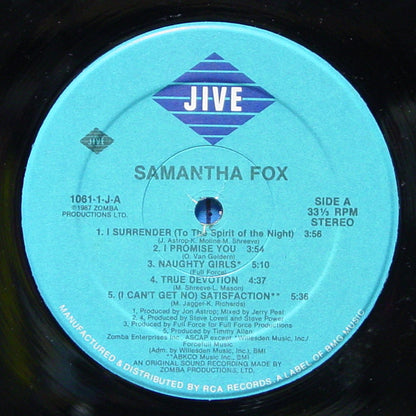 JIVE
JIVE
SAMANTHA FOX
1061-1-J-A
℗1987 ZOMBA
PRODUCTIONS LTD.
SIDE A
33⅓ RPM
STEREO
1. I SURRENDER (To The Spirit of the Night) 3:56
(J. Astrop-K. Moline-M. Shreeve)
2. I PROMISE YOU 3:54
(O. Van Geldern)
3. NAUGHTY GIRLS* 5:10
(Full Force)
4. TRUE DEVOTION 4:37
(M. Shreeve-L. Mason)
5. (I CAN'T GET NO) SATISFACTION** 5:36
(M. Jagger-K. Richards)
1. Produced by Jon Astrop; Mixed by Jerry Peal
2, 4. Produced by Steve Lovell and Steve Power
3. Produced by Full Force for Full Force Productions
5. Produced by Timmy Allen
Zomba Enterprises Inc., ASCAP except *Willesden Music, Inc./
Forceful Music
(Adm. by Willesden Music, Inc.), BMI
**ABKCO Music Inc., BMI
AN ORIGINAL SOUND RECORDING MADE BY
ZOMBA PRODUCTIONS, LTD.
MANUFACTURED & DISTRIBUTED BY RCA RECORDS. A LABEL OF BMG MUSIC